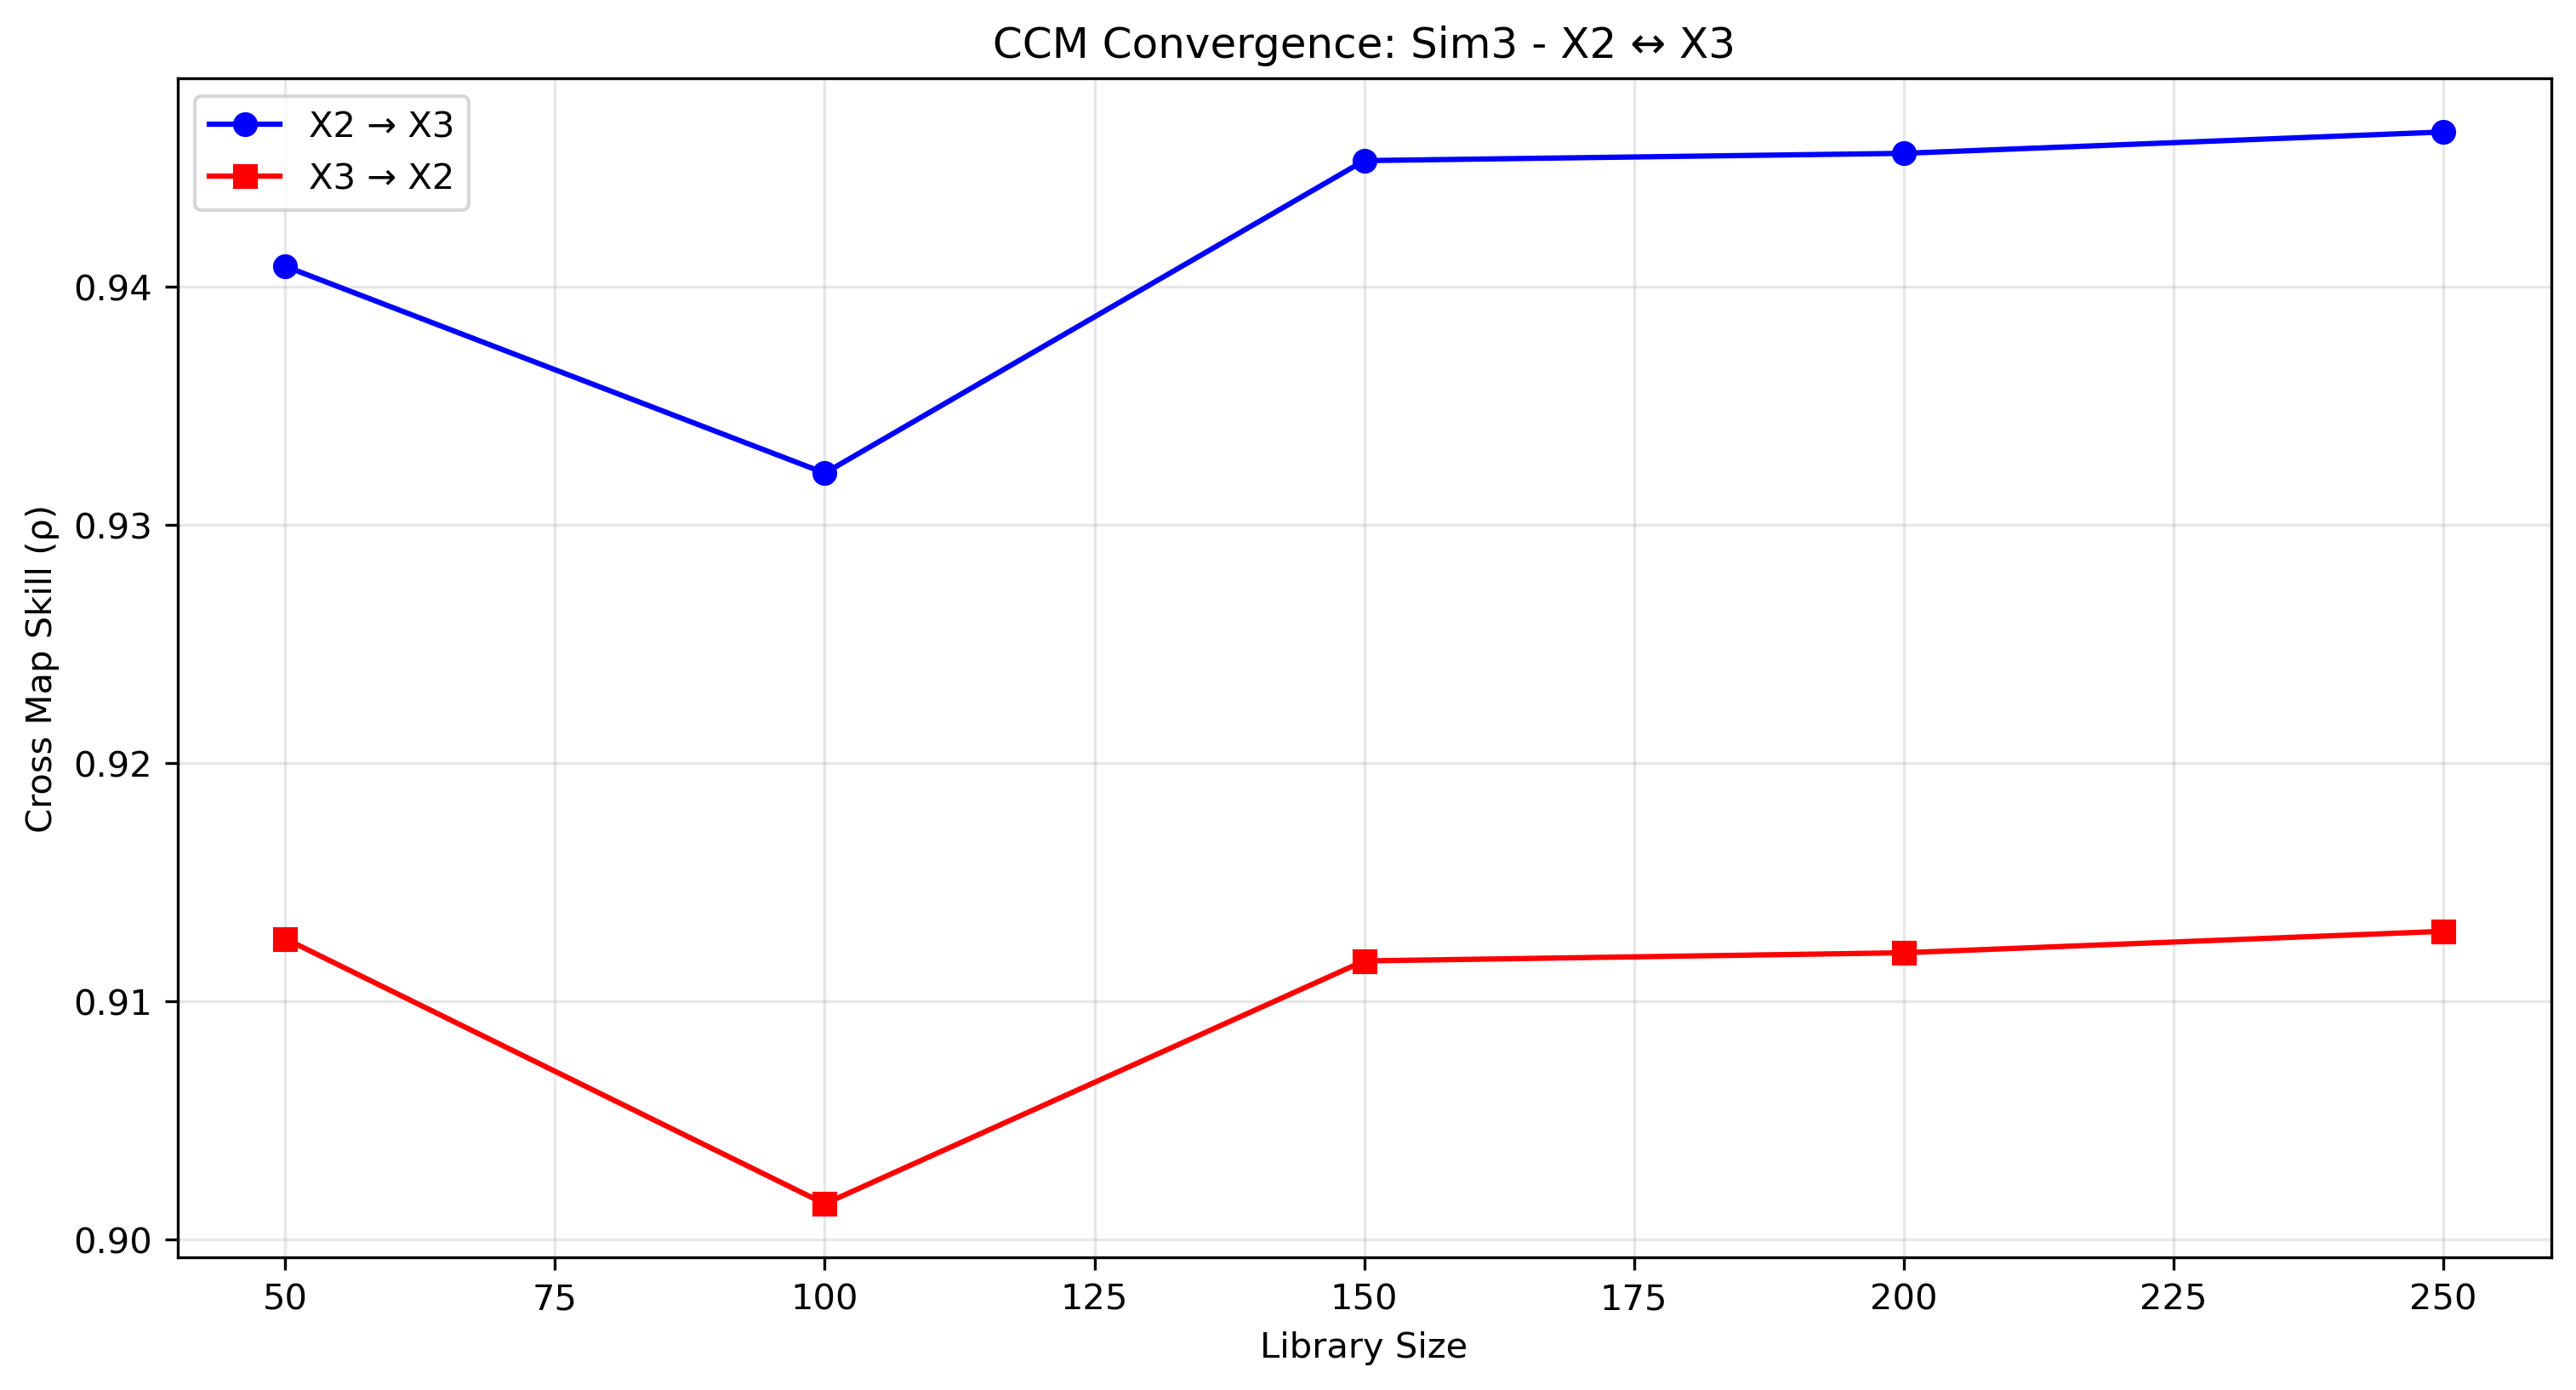 CCM Convergence: Sim3 - X2 ↔ X3
X2 → X3
X3 → X2
Cross Map Skill (ρ)
0.94
0.93
0.92
0.91
0.90
50 75 100 125 150 175 200 225 250
Library Size